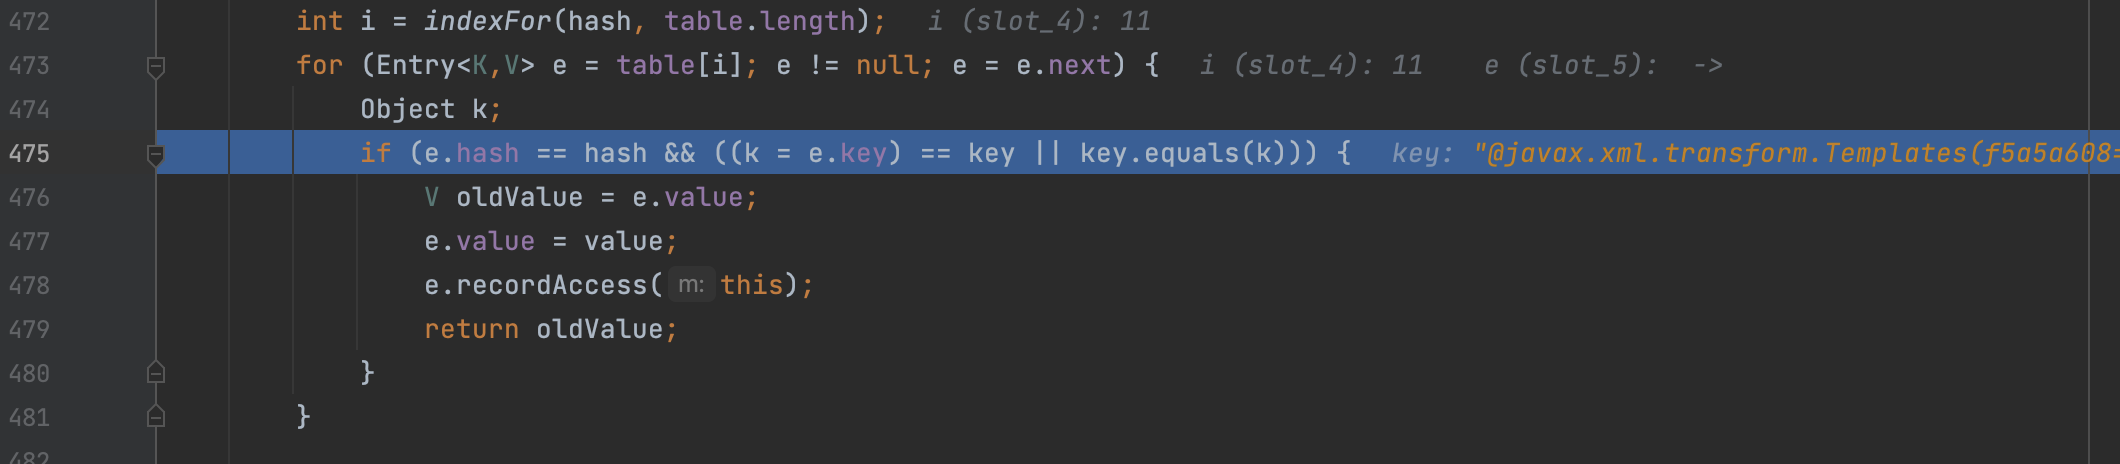 472 int i = indexFor(hash, table.length); i (slot_4): 11
473 for (Entry<K,V> e = table[i]; e != null; e = e.next) { i (slot_4): 11 e (slot_5): ->
474 Object k;
475 if (e.hash == hash && ((k = e.key) == key || key.equals(k))) { key: "@javax.xml.transform.Templates(f5a5a608=
476 V oldValue = e.value;
477 e.value = value;
478 e.recordAccess( m: this);
479 return oldValue;
480 }
481 }
482